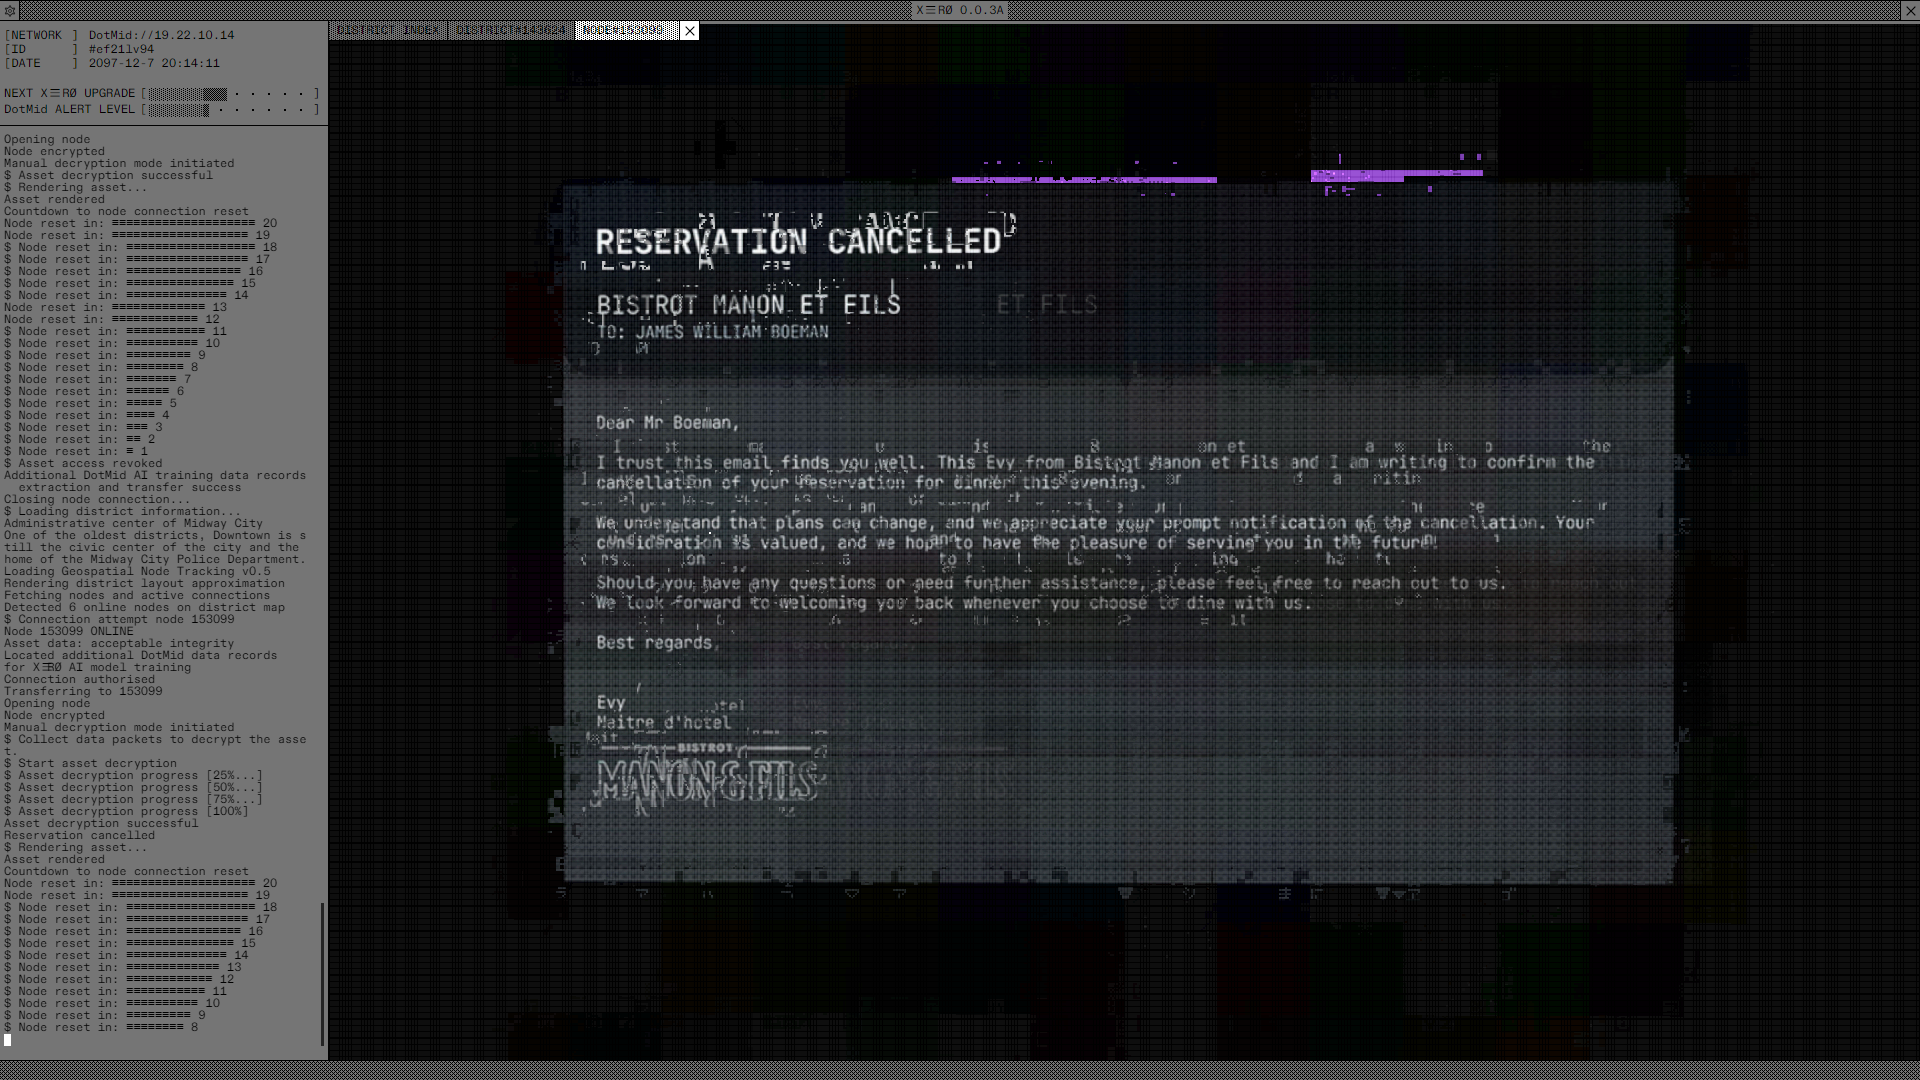 X☰RØ 0.0.3A
[NETWORK ] DotMid://19.22.10.14
[ID ] #ef21lv94
[DATE ] 2097-12-7 20:14:11
NEXT X☰RØ UPGRADE [ · · · · · ]
DotMid ALERT LEVEL [ · · · · · · ]
DISTRICT INDEX
DISTRICT#143624
NODE#153099
Opening node
Node encrypted
Manual decryption mode initiated
$ Asset decryption successful
$ Rendering asset...
Asset rendered
Countdown to node connection reset
Node reset in: ==================== 20
Node reset in: =================== 19
$ Node reset in: ================== 18
$ Node reset in: ================= 17
$ Node reset in: ================ 16
$ Node reset in: =============== 15
$ Node reset in: ============== 14
Node reset in: ============= 13
Node reset in: ============ 12
$ Node reset in: =========== 11
$ Node reset in: ========== 10
$ Node reset in: ========= 9
$ Node reset in: ======== 8
$ Node reset in: ======= 7
$ Node reset in: ====== 6
$ Node reset in: ===== 5
$ Node reset in: ==== 4
$ Node reset in: === 3
$ Node reset in: == 2
$ Node reset in: = 1
$ Asset access revoked
Additional DotMid AI training data records
extraction and transfer success
Closing node connection...
$ Loading district information...
Administrative center of Midway City
One of the oldest districts, Downtown is s
till the civic center of the city and the
home of the Midway City Police Department.
Loading Geospatial Node Tracking v0.5
Rendering district layout approximation
Fetching nodes and active connections
Detected 6 online nodes on district map
$ Connection attempt node 153099
Node 153099 ONLINE
Asset data: acceptable integrity
Located additional DotMid data records
for X☰RØ AI model training
Connection authorised
Transferring to 153099
Opening node
Node encrypted
Manual decryption mode initiated
$ Collect data packets to decrypt the asse
t.
$ Start asset decryption
$ Asset decryption progress [25%...]
$ Asset decryption progress [50%...]
$ Asset decryption progress [75%...]
$ Asset decryption progress [100%]
Asset decryption successful
Reservation cancelled
$ Rendering asset...
Asset rendered
Countdown to node connection reset
Node reset in: ==================== 20
Node reset in: =================== 19
$ Node reset in: ================== 18
$ Node reset in: ================= 17
$ Node reset in: ================ 16
$ Node reset in: =============== 15
$ Node reset in: ============== 14
$ Node reset in: ============= 13
$ Node reset in: ============ 12
$ Node reset in: =========== 11
$ Node reset in: ========== 10
$ Node reset in: ========= 9
$ Node reset in: ======== 8
RESERVATION CANCELLED
BISTROT MANON ET FILS
TO: JAMES WILLIAM BOEMAN
Dear Mr Boeman,
I trust this email finds you well. This Evy from Bistrot Manon et Fils and I am writing to confirm the
cancellation of your reservation for dinner this evening.
We understand that plans can change, and we appreciate your prompt notification of the cancellation. Your
consideration is valued, and we hope to have the pleasure of serving you in the future!
Should you have any questions or need further assistance, please feel free to reach out to us.
We look forward to welcoming you back whenever you choose to dine with us.
Best regards,
Evy
Maitre d'hotel
BISTROT
MANON & FILS